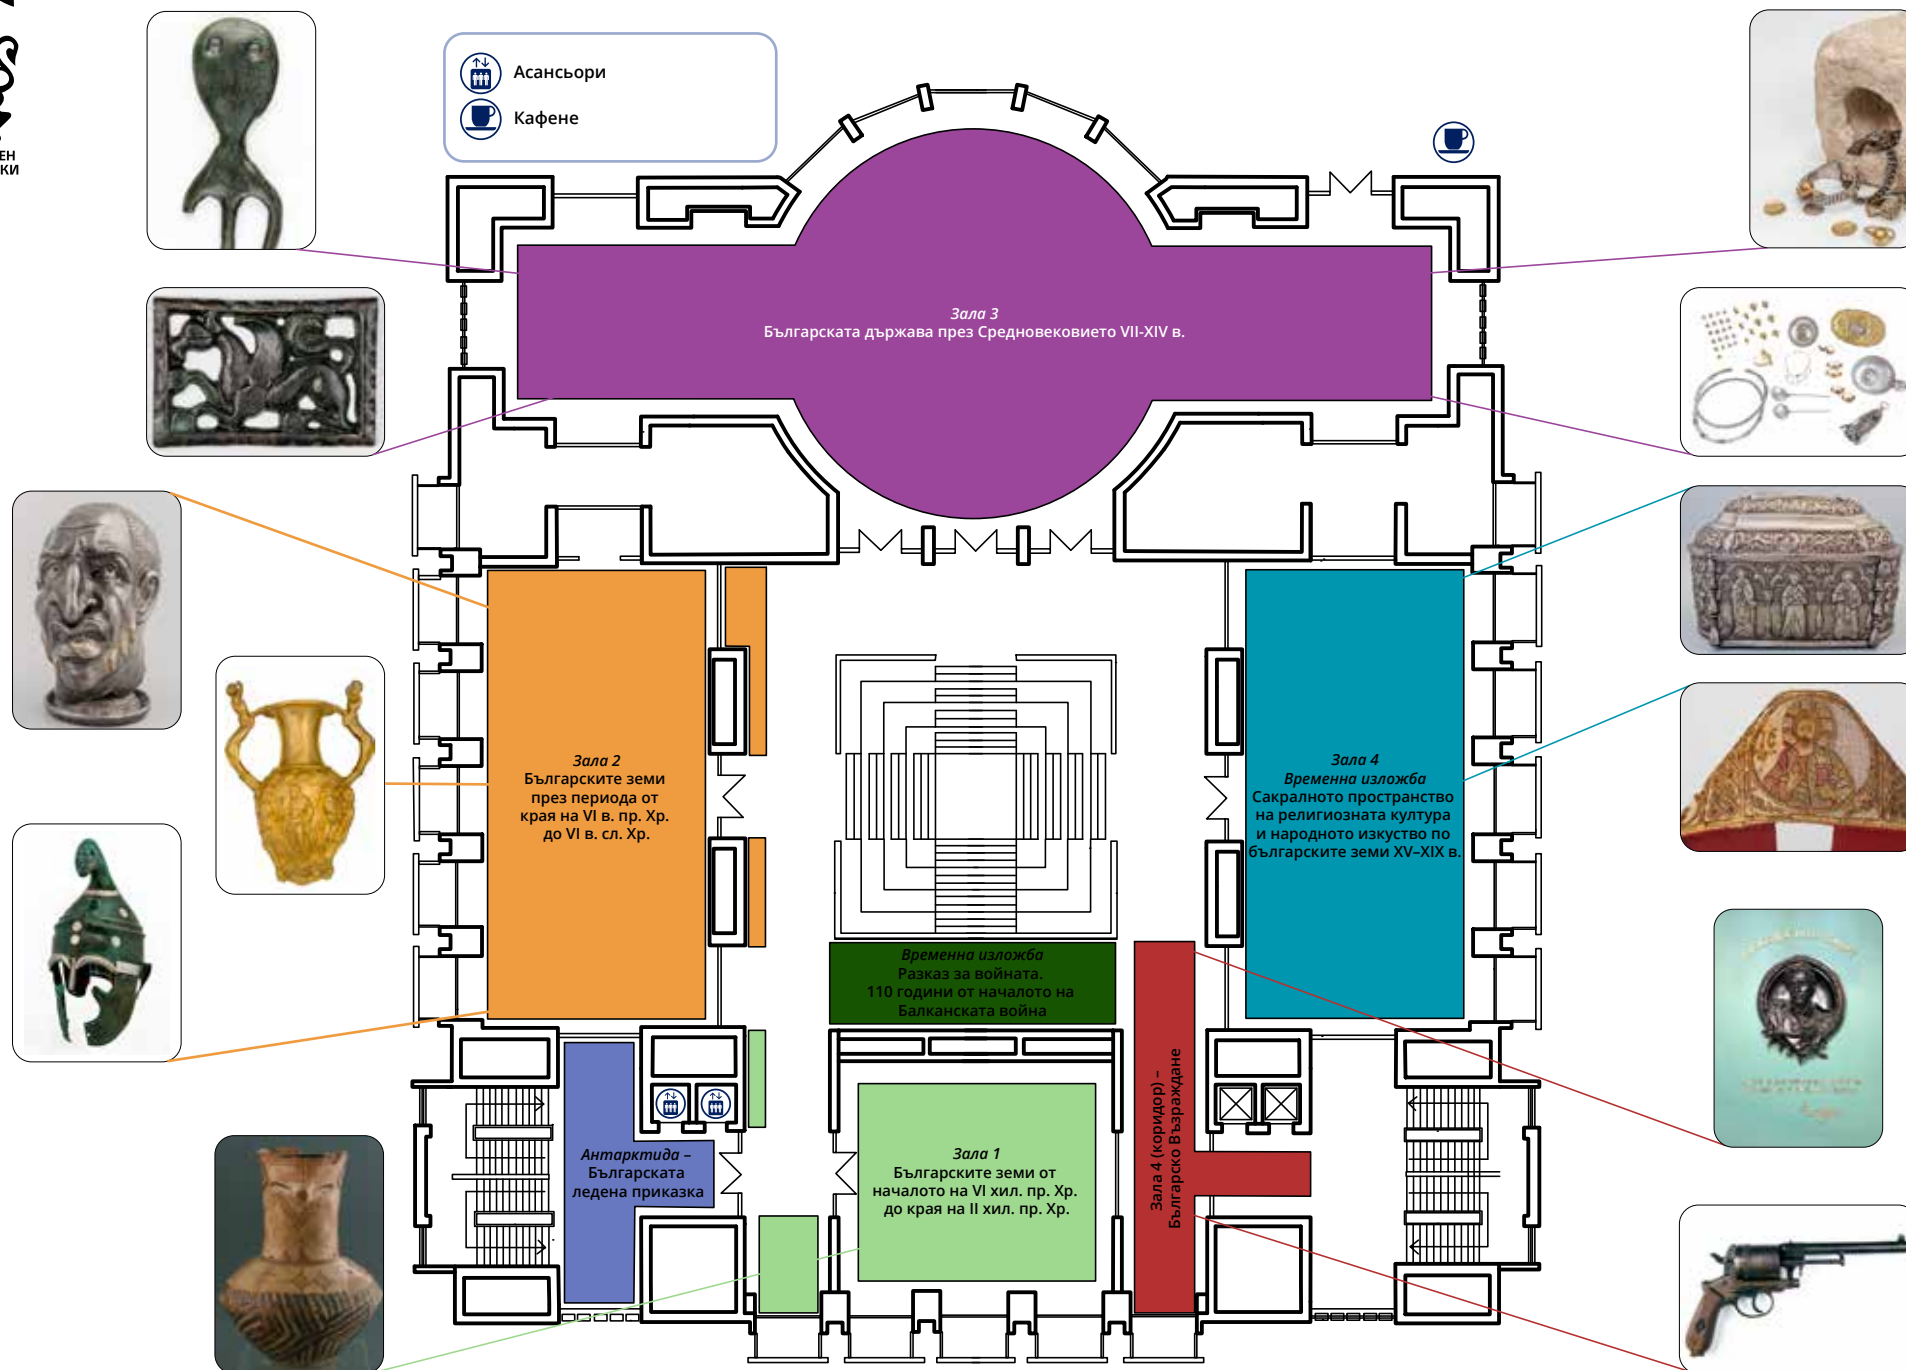 ЕН
КИ
Асансьори
Кафене
Зала 3
Българската държава през Средновековието VII-XIV в.
Зала 2
Българските земи
през периода от
края на VI в. пр. Хр.
до VI в. сл. Хр.
Зала 4
Временна изложба
Сакралното пространство
на религиозната култура
и народното изкуство по
българските земи XV–XIX в.
Временна изложба
Разказ за войната.
110 години от началото на
Балканската война
Зала 4 (коридор) –
Българско Възраждане
Антарктида –
Българската
ледена приказка
Зала 1
Българските земи от
началото на VI хил. пр. Хр.
до края на II хил. пр. Хр.